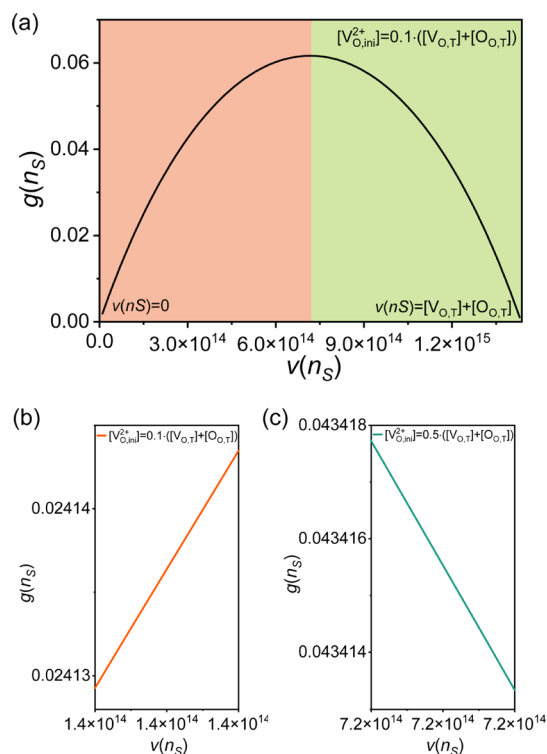 (a)
[V²⁺O,ini]=0.1·([VO,T]+[OO,T])
0.06
0.04
0.02
0.00
g(nS)
v(nS)=0
v(nS)=[VO,T]+[OO,T]
0.0
3.0×10¹⁴
6.0×10¹⁴
9.0×10¹⁴
1.2×10¹⁵
v(nS)
(b)
[V²⁺O,ini]=0.1·([VO,T]+[OO,T])
0.02414
0.02413
g(nS)
1.4×10¹⁴
1.4×10¹⁴
1.4×10¹⁴
v(nS)
(c)
[V²⁺O,ini]=0.5·([VO,T]+[OO,T])
0.043418
0.043416
0.043414
g(nS)
7.2×10¹⁴
7.2×10¹⁴
7.2×10¹⁴
v(nS)